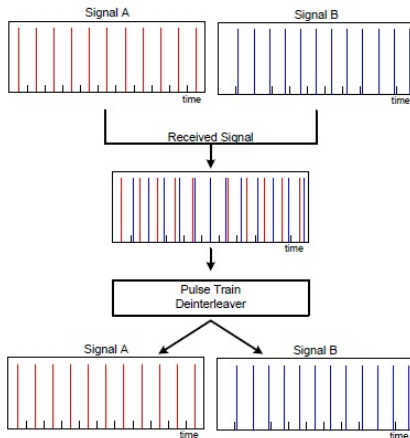 Signal A
Signal B
time
time
Received Signal
time
Pulse Train
Deinterleaver
Signal A
Signal B
time
time